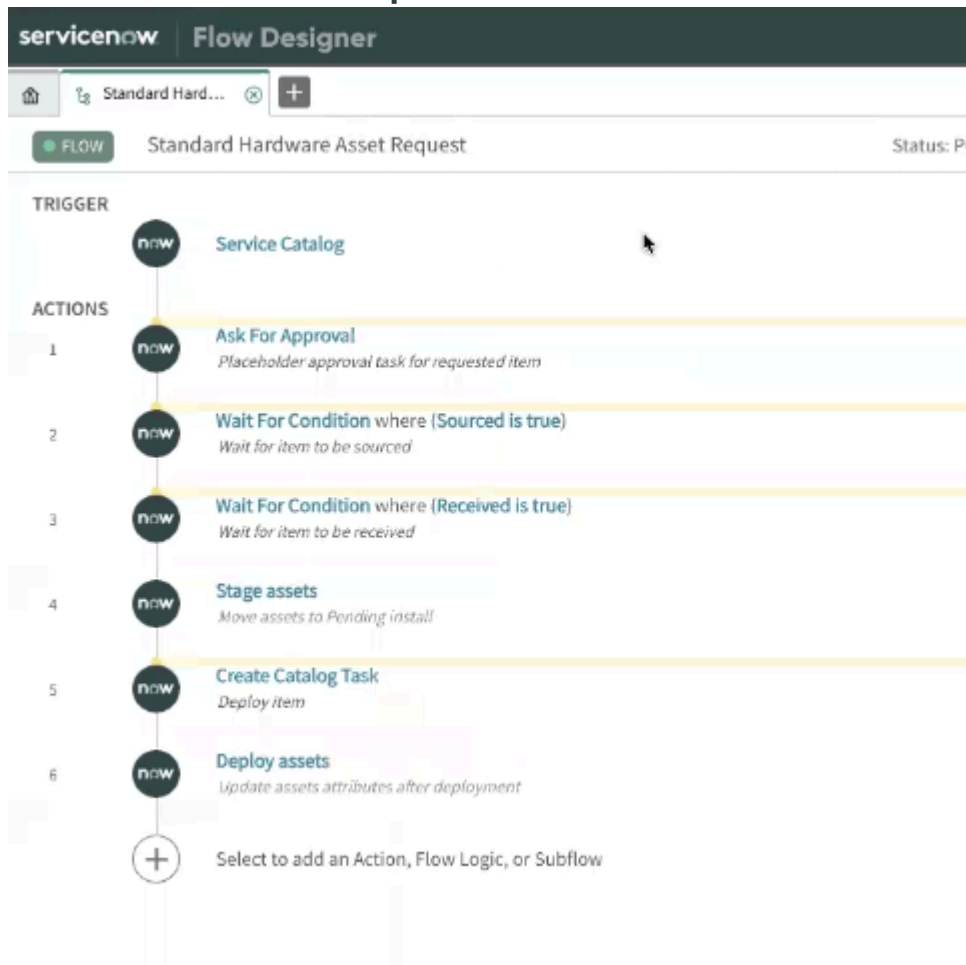 servicenow Flow Designer
Standard Hard...
FLOW Standard Hardware Asset Request Status: P
TRIGGER
now Service Catalog
ACTIONS
1 now Ask For Approval
Placeholder approval task for requested item
2 now Wait For Condition where (Sourced is true)
Wait for item to be sourced
3 now Wait For Condition where (Received is true)
Wait for item to be received
4 now Stage assets
Move assets to Pending install
5 now Create Catalog Task
Deploy item
6 now Deploy assets
Update assets attributes after deployment
Select to add an Action, Flow Logic, or Subflow